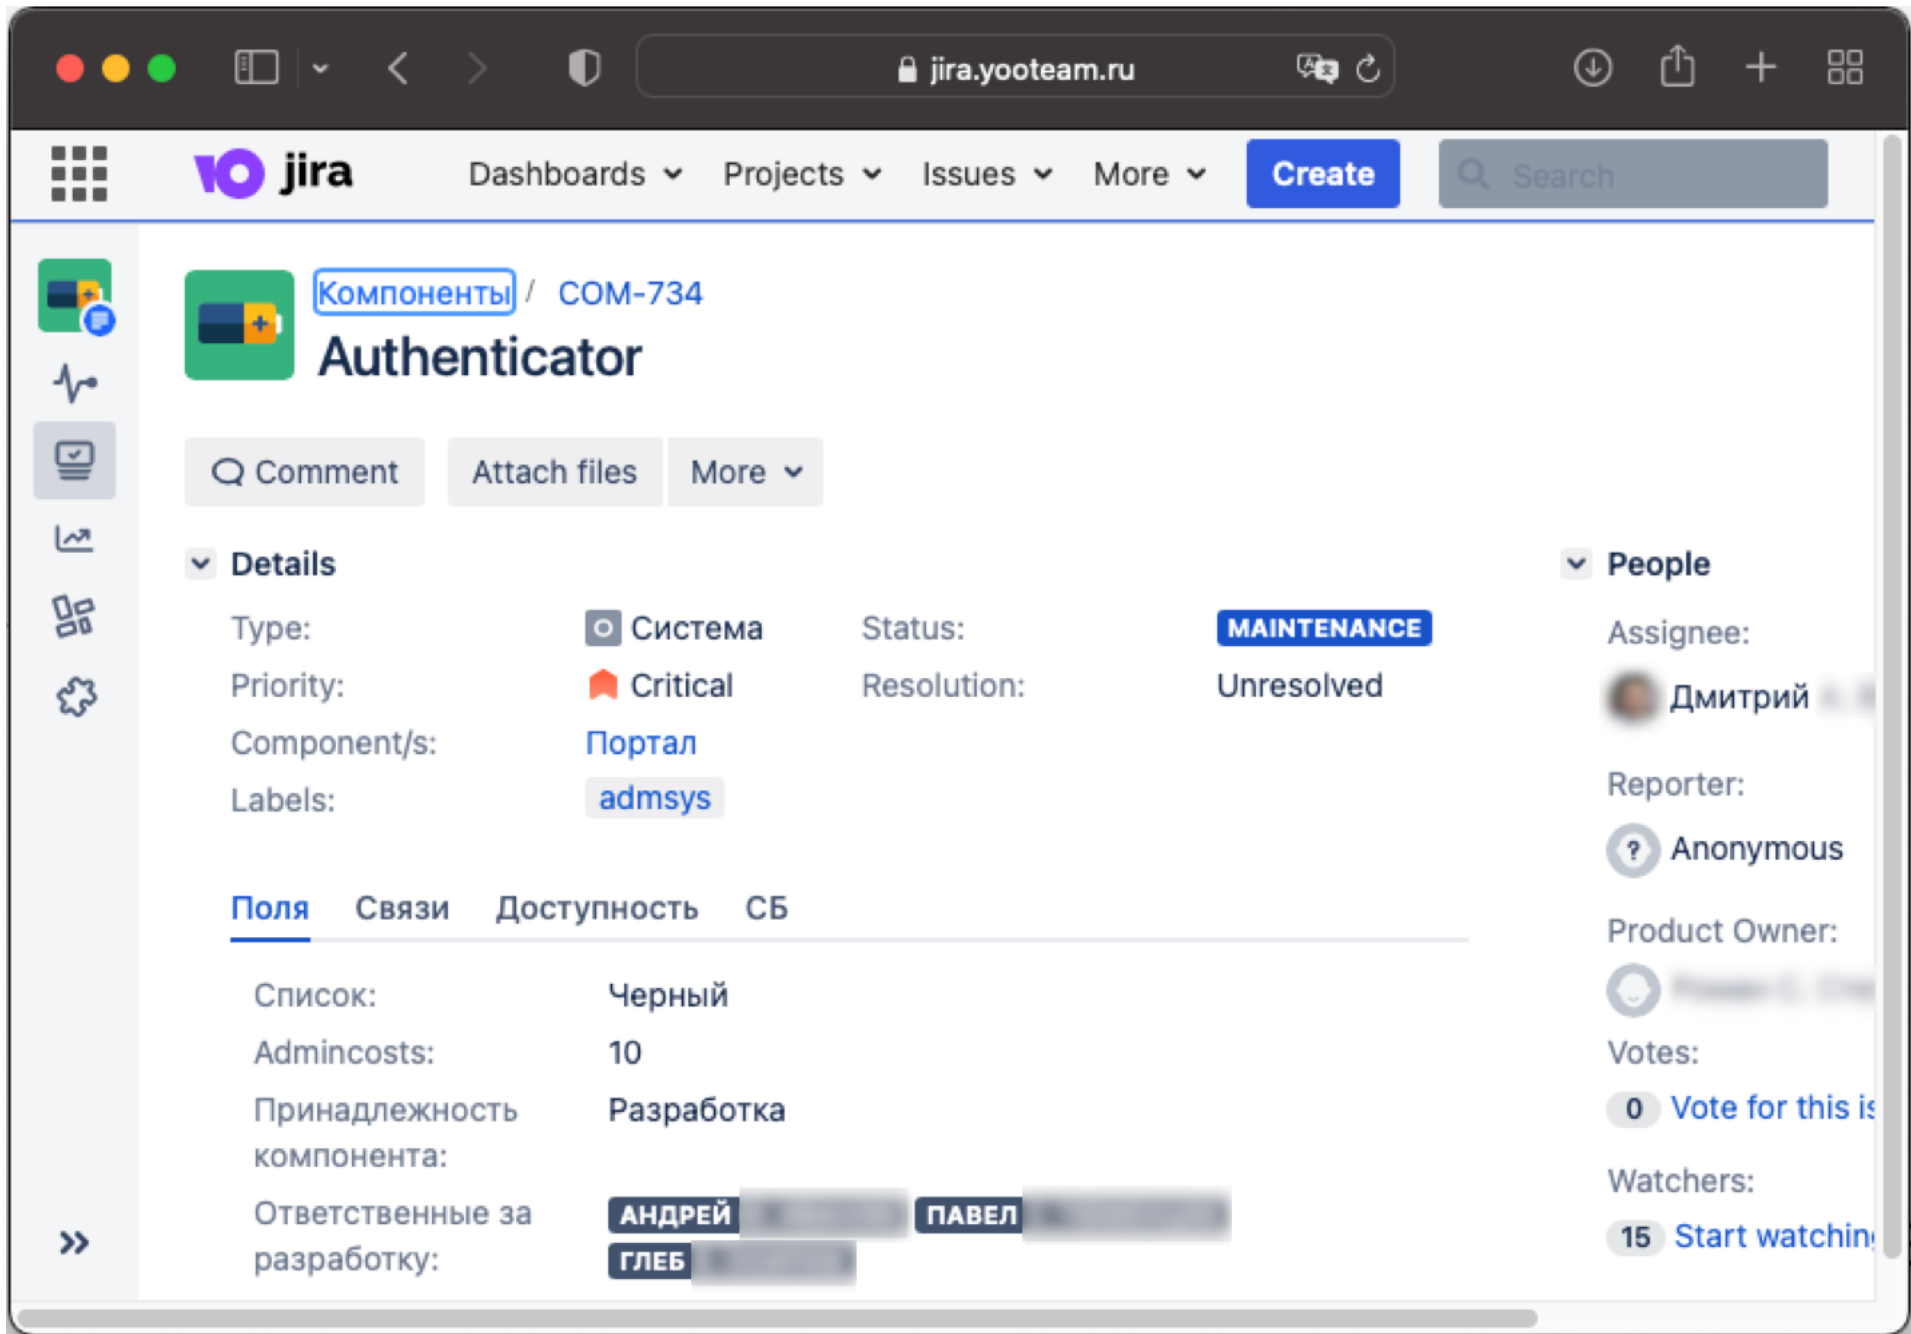 jira.yooteam.ru
jira Dashboards Projects Issues More Create Search
Компоненты / COM-734
Authenticator
Comment Attach files More
Details
Type: Система Status: MAINTENANCE
Priority: Critical Resolution: Unresolved
Component/s: Портал
Labels: admsys
Поля Связи Доступность СБ
Список: Черный
Admincosts: 10
Принадлежность компонента: Разработка
Ответственные за разработку: АНДРЕЙ ПАВЕЛ
ГЛЕБ
People
Assignee:
Дмитрий
Reporter:
? Anonymous
Product Owner:
Votes:
0 Vote for this is
Watchers:
15 Start watchin